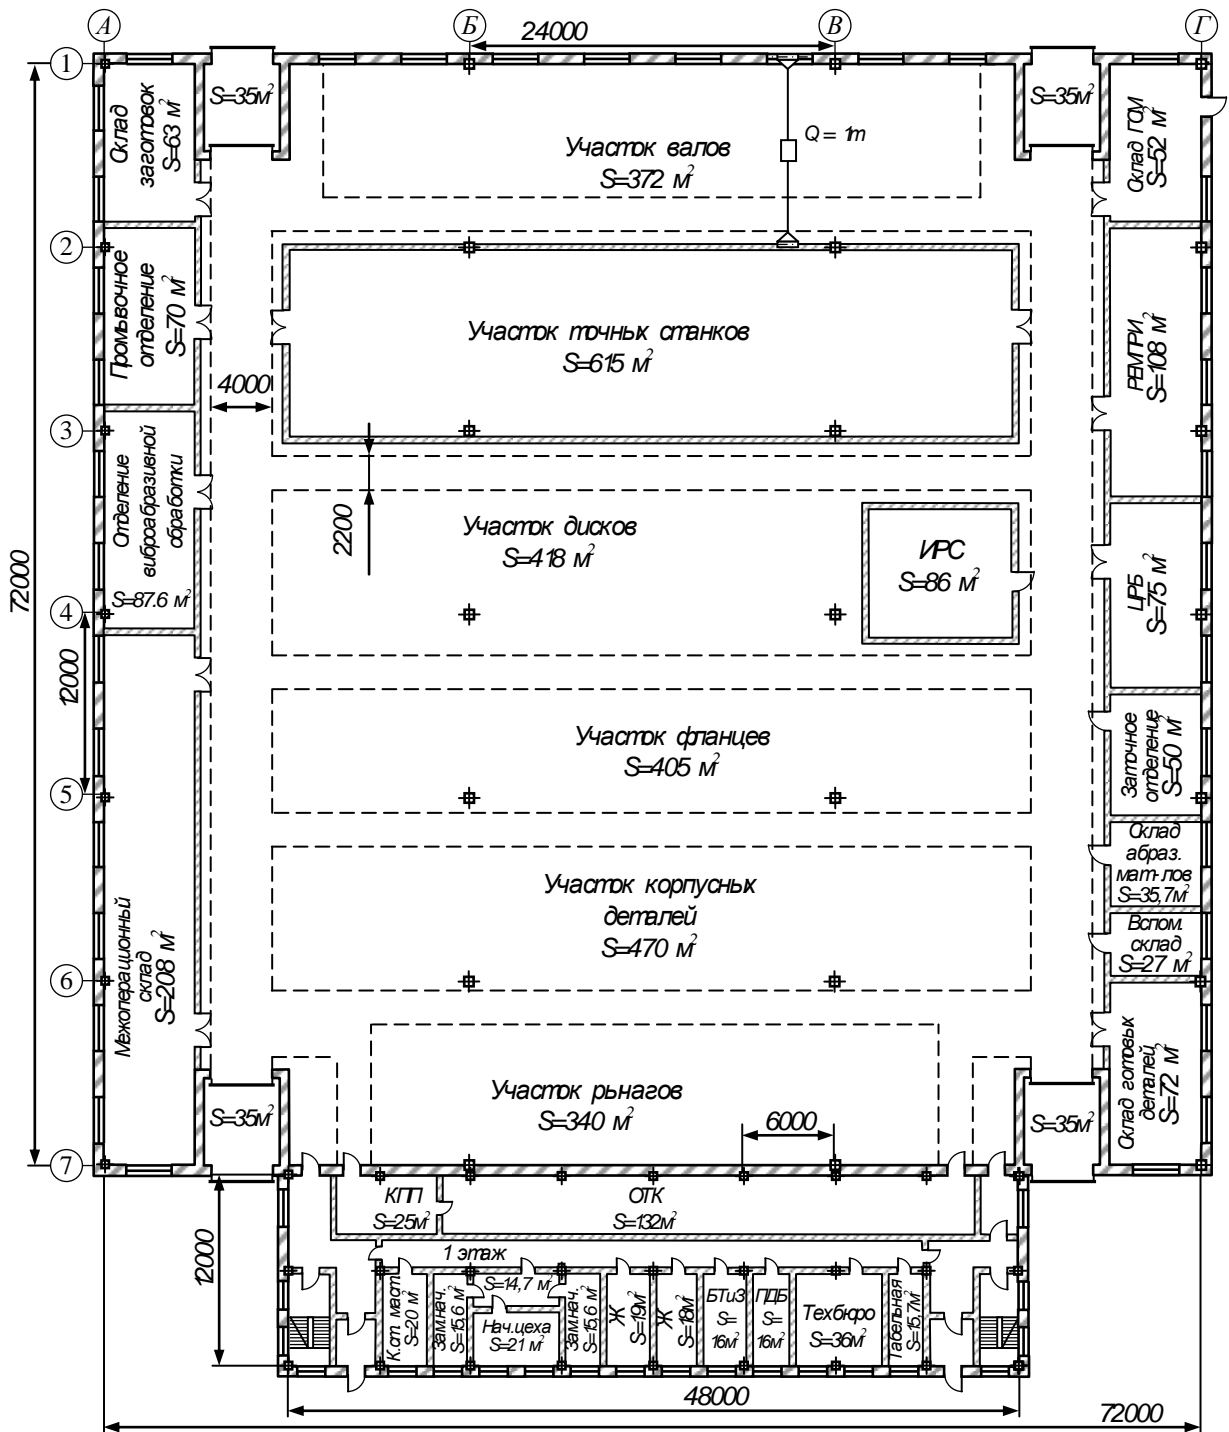 А
Б
24000
В
Г
1
S=35м²
S=35м²
Склад
заготовок
S=63 м²
Участок валов
S=372 м²
Q = 1т
Склад ГСМ
S=52 м²
2
Промывочное
отделение
S=70 м²
Участок точных станков
S=615 м²
РЕМПРИ
S=108 м²
4000
3
Отделение
виброабразивной
обработки
S=87.6 м²
2200
Участок дисков
S=418 м²
ИРС
S=86 м²
ЦРБ
S=75 м²
72000
4
12000
Участок фланцев
S=405 м²
Заточное
отделение
S=50 м²
5
Склад
абраз.
мат-лов
S=35,7м²
Участок корпусных
деталей
S=470 м²
Межоперационный
склад
S=208 м²
Вспом.
склад
S=27 м²
6
Участок рычагов
S=340 м²
6000
S=35м²
S=35м²
Склад готовых
деталей
S=72 м²
7
КПП
S=25м²
ОТК
S=132м²
12000
1 этаж
К.ст. маст.
S=20 м²
Зам.нач.
S=15,6 м²
S=14,7 м²
Нач.цеха
S=21 м²
Зам.нач.
S=15,6 м²
Ж
S=19м²
Ж
S=18м²
БТиЗ
S=
16м²
ПДБ
S=
16м²
Техбюро
S=36м²
Табельная
S=15,7м²
48000
72000